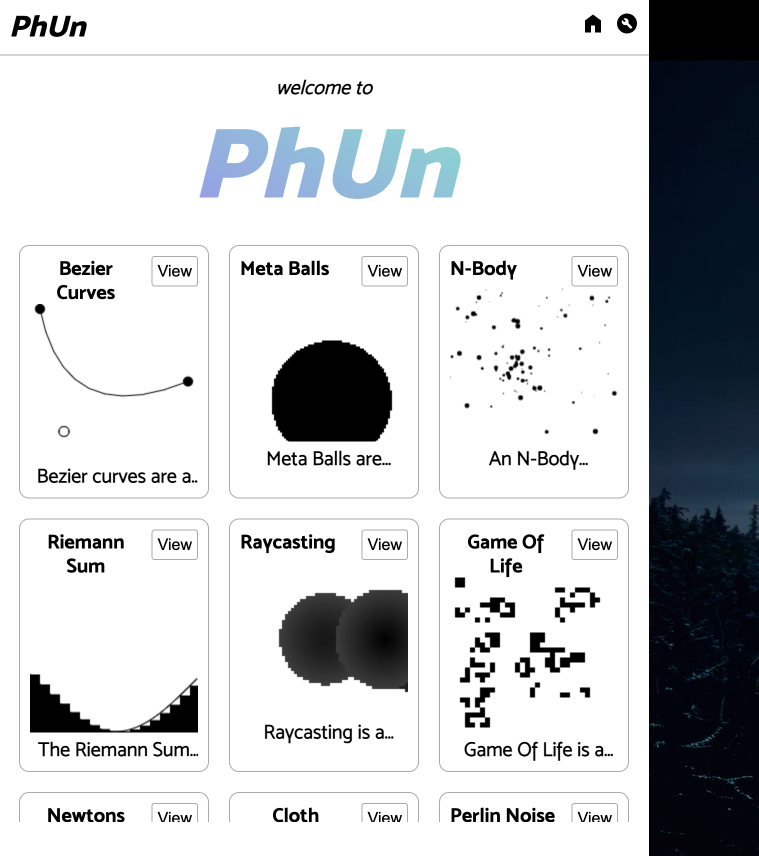 PhUn
welcome to
PhUn
Bezier
Curves
View
Meta Balls
View
N-Body
View
Bezier curves are a..
Meta Balls are...
An N-Body...
Riemann
Sum
View
Raycasting
View
Game Of
Life
View
The Riemann Sum...
Raycasting is a...
Game Of Life is a...
Newtons
View
Cloth
View
Perlin Noise
View